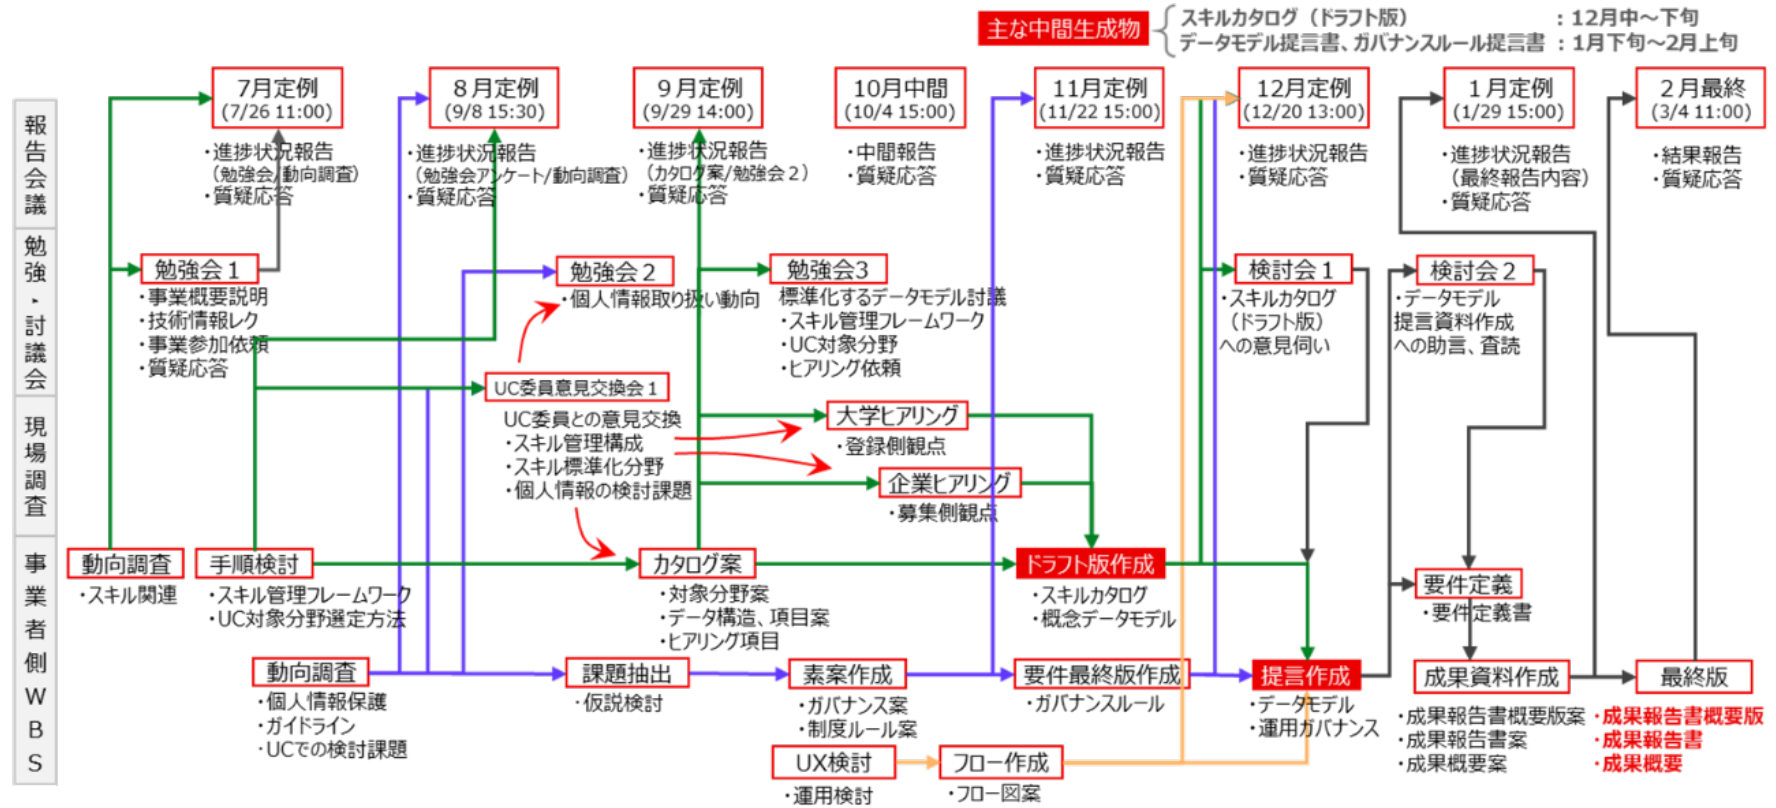 主な中間生成物
スキルカタログ（ドラフト版）　：12月中～下旬
データモデル提言書、ガバナンスルール提言書　：1月下旬～2月上旬
報告会議
7月定例
(7/26 11:00)
・進捗状況報告
（勉強会/動向調査）
・質疑応答
８月定例
(9/8 15:30)
・進捗状況報告
（勉強会アンケート/動向調査）
・質疑応答
９月定例
(9/29 14:00)
・進捗状況報告
（カタログ案/勉強会２）
・質疑応答
10月中間
(10/4 15:00)
・中間報告
・質疑応答
11月定例
(11/22 15:00)
・進捗状況報告
・質疑応答
12月定例
(12/20 13:00)
・進捗状況報告
・質疑応答
１月定例
(1/29 15:00)
・進捗状況報告
（最終報告内容）
・質疑応答
２月最終
(3/4 11:00)
・結果報告
・質疑応答
勉強・討議会
勉強会１
・事業概要説明
・技術情報レク
・事業参加依頼
・質疑応答
勉強会２
・個人情報取り扱い動向
勉強会3
標準化するデータモデル討議
・スキル管理フレームワーク
・UC対象分野
・ヒアリング依頼
検討会１
・スキルカタログ
（ドラフト版）
への意見伺い
検討会２
・データモデル
提言資料作成
への助言、査読
現場調査
UC委員意見交換会１
UC委員との意見交換
・スキル管理構成
・スキル標準化分野
・個人情報の検討課題
大学ヒアリング
・登録側観点
企業ヒアリング
・募集側観点
事業者側WBS
動向調査
・スキル関連
手順検討
・スキル管理フレームワーク
・UC対象分野選定方法
カタログ案
・対象分野案
・データ構造、項目案
・ヒアリング項目
ドラフト版作成
・スキルカタログ
・概念データモデル
要件定義
・要件定義書
動向調査
・個人情報保護
・ガイドライン
・UCでの検討課題
課題抽出
・仮説検討
素案作成
・ガバナンス案
・制度ルール案
要件最終版作成
・ガバナンスルール
提言作成
・データモデル
・運用ガバナンス
成果資料作成
・成果報告書概要版案
・成果報告書案
・成果概要案
最終版
・成果報告書概要版
・成果報告書
・成果概要
UX検討
・運用検討
フロー作成
・フロー図案